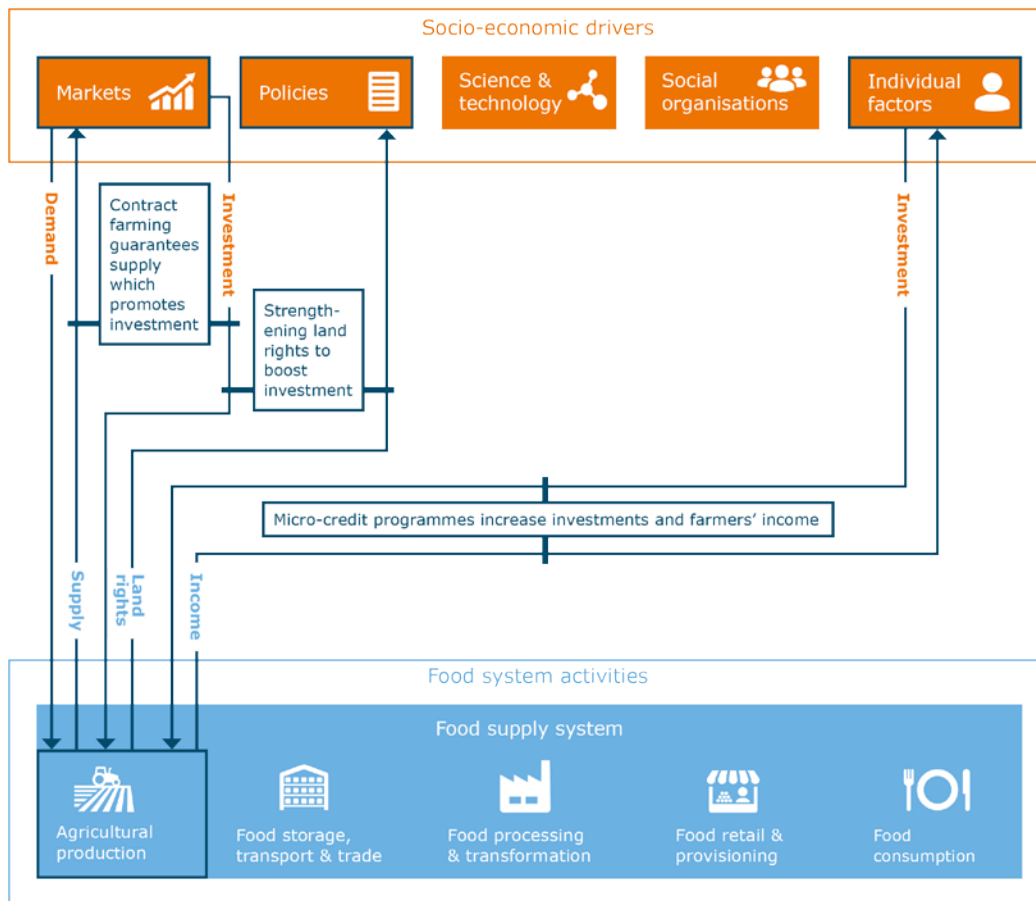 Socio-economic drivers
Markets
Policies
Science &
technology
Social
organisations
Individual
factors
Demand
Contract
farming
guarantees
supply
which
promotes
investment
Investment
Strength-
ening land
rights to
boost
investment
Investment
Micro-credit programmes increase investments and farmers’ income
Supply
Land
rights
Income
Food system activities
Food supply system
Agricultural
production
Food storage,
transport & trade
Food processing
& transformation
Food retail &
provisioning
Food
consumption